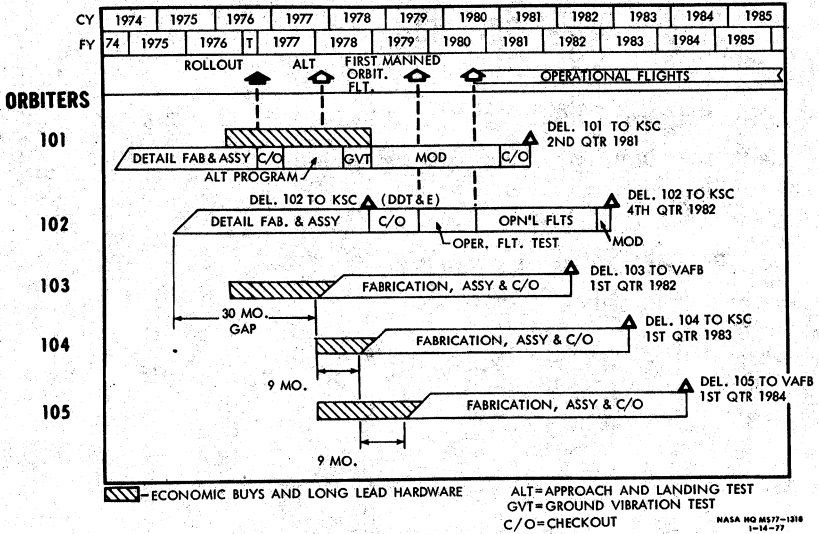 CY 1974 1975 1976 1977 1978 1979 1980 1981 1982 1983 1984 1985
FY 74 1975 1976 T 1977 1978 1979 1980 1981 1982 1983 1984 1985
ROLLOUT
ALT
FIRST MANNED
ORBIT.
FLT.
OPERATIONAL FLIGHTS
ORBITERS
101
DETAIL FAB & ASSY C/O GVT MOD C/O
ALT PROGRAM
DEL. 101 TO KSC
2ND QTR 1981
102
DEL. 102 TO KSC (DDT & E)
DETAIL FAB. & ASSY C/O OPN'L FLTS
OPER. FLT. TEST
MOD
DEL. 102 TO KSC
4TH QTR 1982
103
FABRICATION, ASSY & C/O
DEL. 103 TO VAFB
1ST QTR 1982
30 MO.
GAP
104
FABRICATION, ASSY & C/O
DEL. 104 TO KSC
1ST QTR 1983
9 MO.
105
FABRICATION, ASSY & C/O
DEL. 105 TO VAFB
1ST QTR 1984
9 MO.
-ECONOMIC BUYS AND LONG LEAD HARDWARE
ALT=APPROACH AND LANDING TEST
GVT=GROUND VIBRATION TEST
C/O=CHECKOUT
NASA HQ MS77-1318
1-14-77